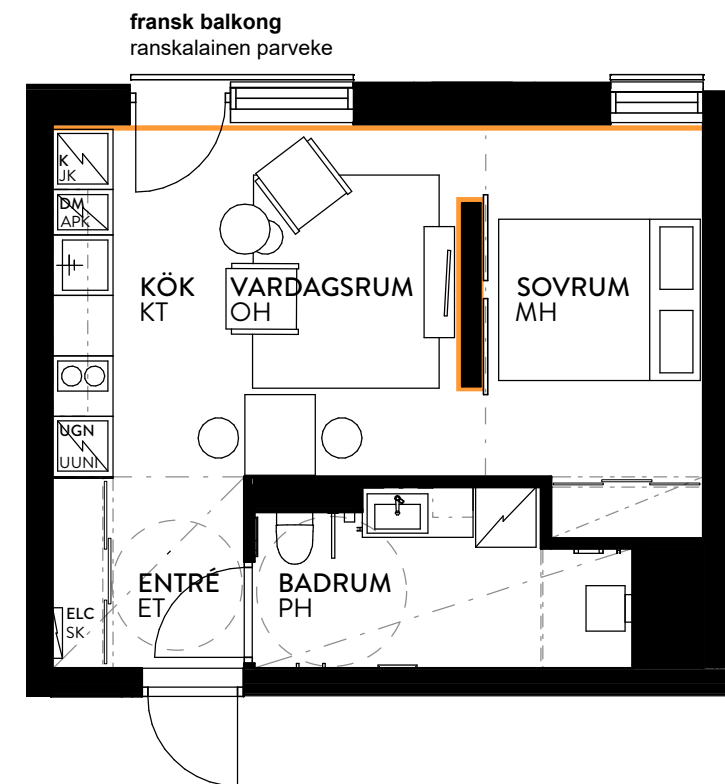 fransk balkong
ranskalainen parveke
K
JK
DM
APK
KÖK
KT
VARDAGSRUM
OH
SOVRUM
MH
UGN
UUNI
ENTRÉ
ET
BADRUM
PH
ELC
SK